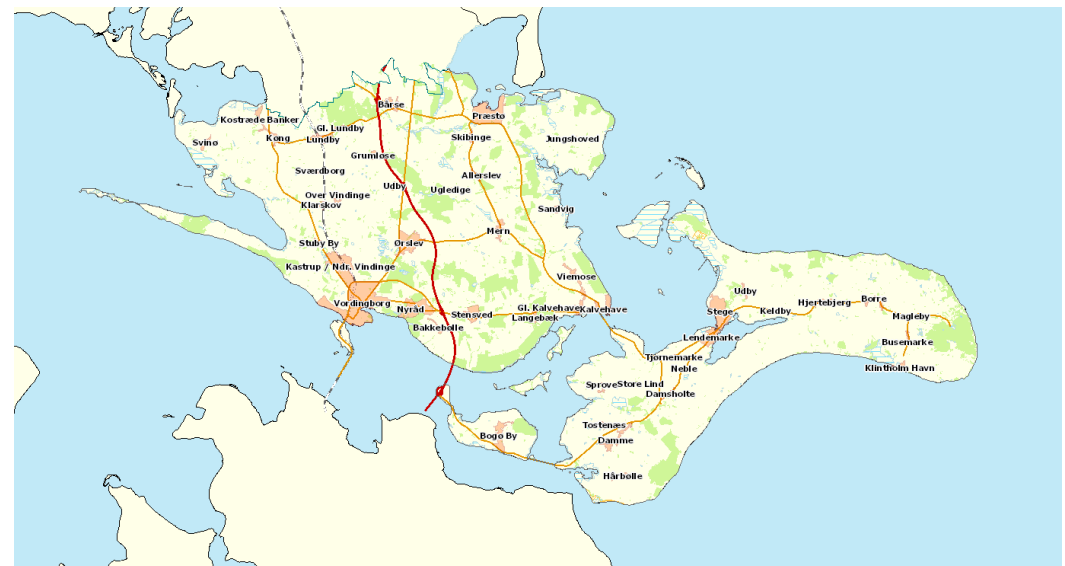 Bårse
Præstø
Kostræde Banker
Gl. Lundby
Kong
Lundby
Svinø
Skibinge
Jungshoved
Grumløse
Sværdborg
Allerslev
Udby
Ugledige
Over Vindinge
Klarskov
Sandvig
Mern
Stuby By
Ørslev
Kastrup / Ndr. Vindinge
Viemose
Udby
Vordingborg
Nyråd
Stensved
Gl. Kalvehave
Kalvehave
Langebæk
Bakkebølle
Stege
Keldby
Hjertebjerg
Borre
Magleby
Lendemarke
Busemarke
Tjørnemarke
Neble
Klintholm Havn
Sprove
Store Lind
Damsholte
Tostenæs
Bogø By
Damme
Hårbølle